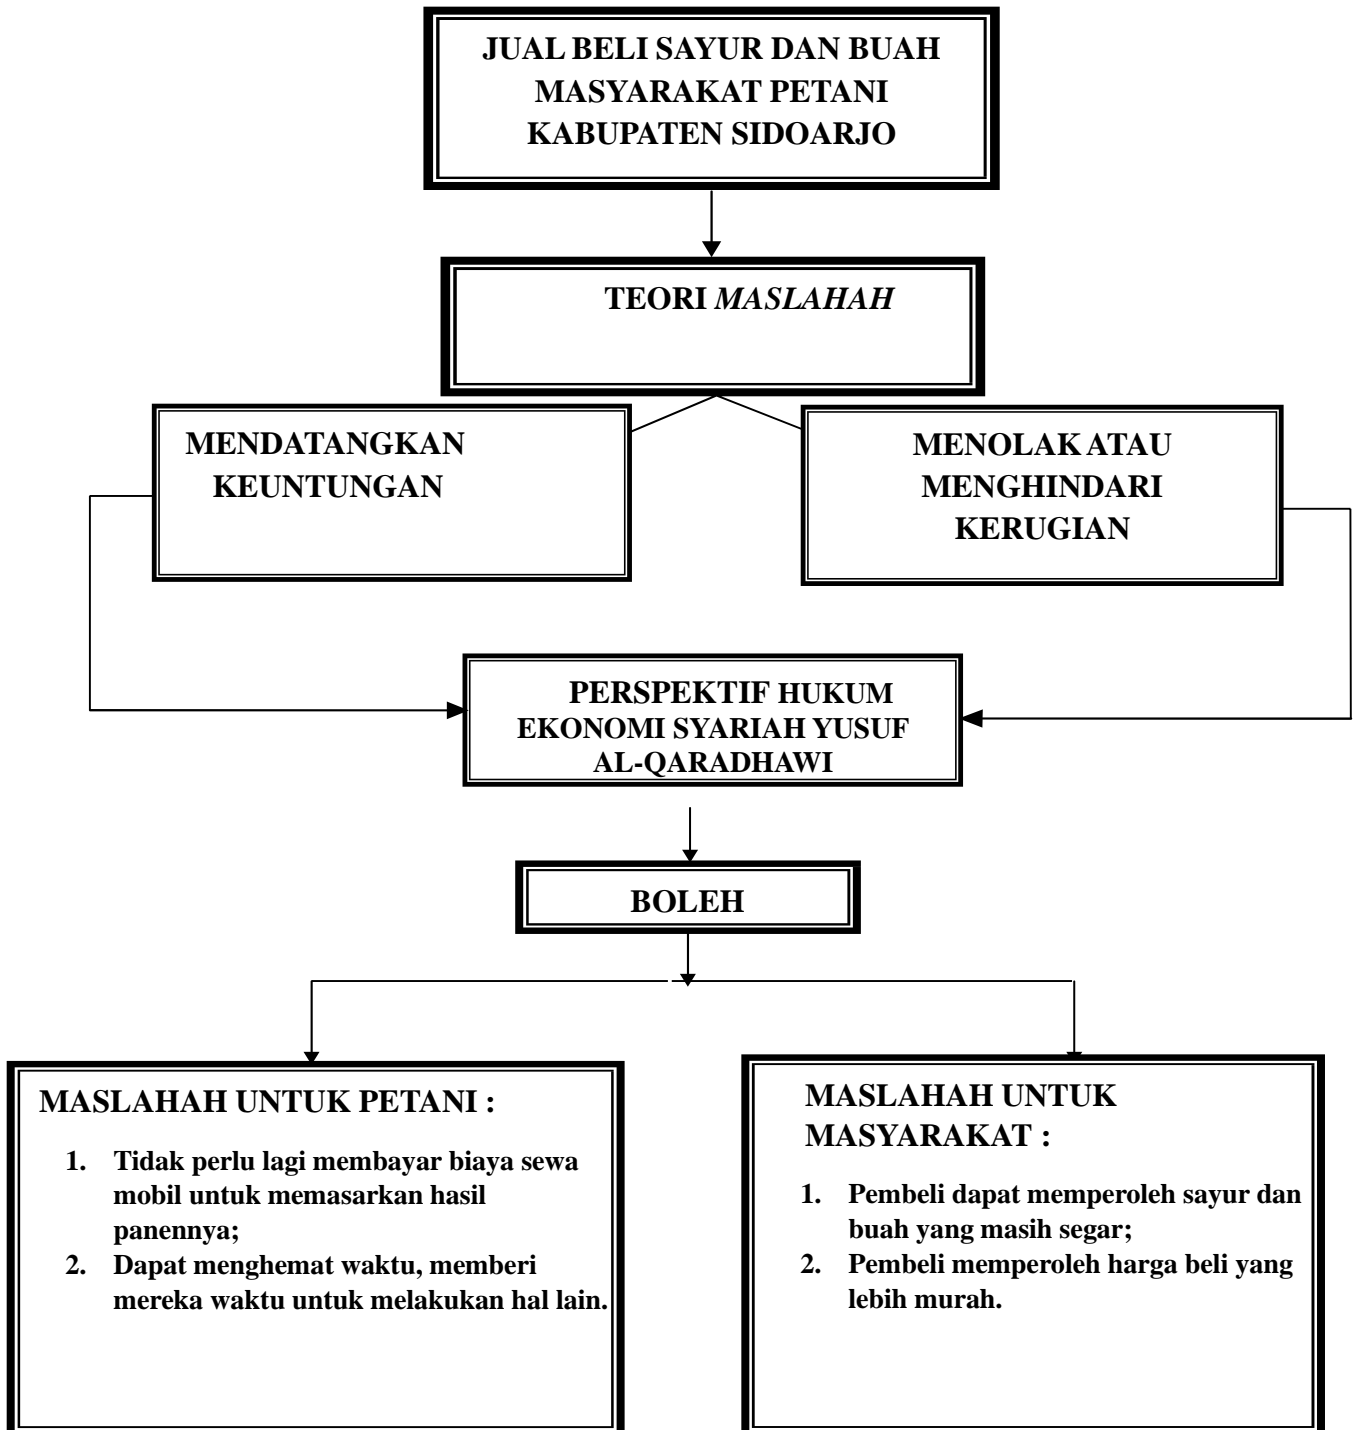 JUAL BELI SAYUR DAN BUAH
MASYARAKAT PETANI
KABUPATEN SIDOARJO
TEORI MASLAHAH
MENDATANGKAN
KEUNTUNGAN
MENOLAK ATAU
MENGHINDARI
KERUGIAN
PERSPEKTIF HUKUM
EKONOMI SYARIAH YUSUF
AL-QARADHAWI
BOLEH
MASLAHAH UNTUK PETANI :
1. Tidak perlu lagi membayar biaya sewa
mobil untuk memasarkan hasil
panennya;
2. Dapat menghemat waktu, memberi
mereka waktu untuk melakukan hal lain.
MASLAHAH UNTUK
MASYARAKAT :
1. Pembeli dapat memperoleh sayur dan
buah yang masih segar;
2. Pembeli memperoleh harga beli yang
lebih murah.